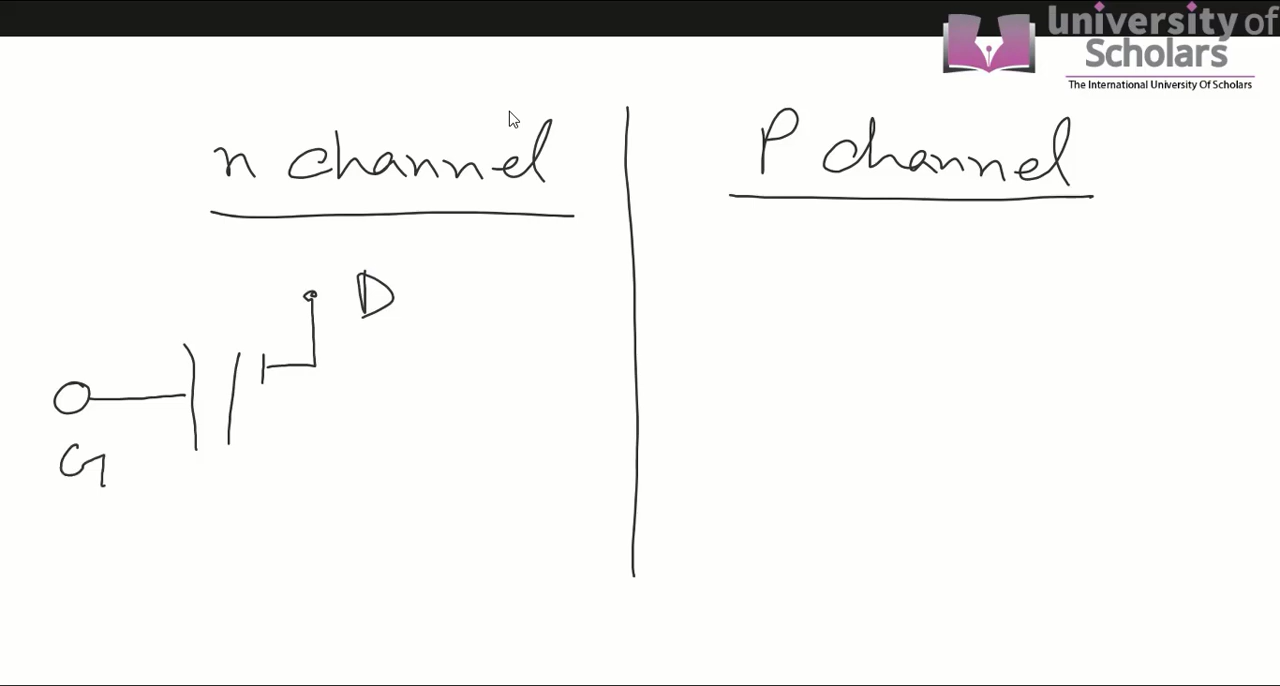 university of
Scholars
The International University Of Scholars
n channel
P channel
D
G